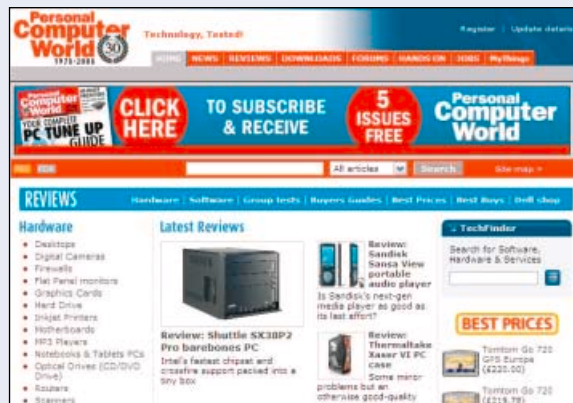 Personal
Computer
World
30
1978-2008
Technology, Tested!
Register | Update details
HOME
NEWS
REVIEWS
DOWNLOADS
FORUMS
HANDS ON
JOBS
MyThings
Personal
Computer
World
YOUR COMPLETE
PC TUNE UP
GUIDE
CLICK
HERE
TO SUBSCRIBE
& RECEIVE
5
ISSUES
FREE
Personal
Computer
World
All articles
Search
Site map »
REVIEWS
Hardware | Software | Group tests | Buyers Guides | Best Prices | Best Buys | Dell shop
Hardware
Desktops
Digital Cameras
Firewalls
Flat Panel monitors
Graphics Cards
Hard Drive
Inkjet Printers
Motherboards
MP3 Players
Notebooks & Tablets PCs
Optical Drives (CD/DVD
Drive)
Routers
Scanners
Latest Reviews
Review: Shuttle SX38P2
Pro barebones PC
Intel's fastest chipset and
crossfire support packed into a
tiny box
Review:
Sandisk
Sansa View
portable
audio player
Is Sandisk's next-gen
media player as good as
its last effort?
Review:
Thermaltake
Xaser VI PC
case
Some minor
problems but an
otherwise good-quality
TechFinder
Search for Software,
Hardware & Services
BEST PRICES
Tomtom Go 720
GPS Europe
(£220.00)
Tomtom Go 720
(£219.78)